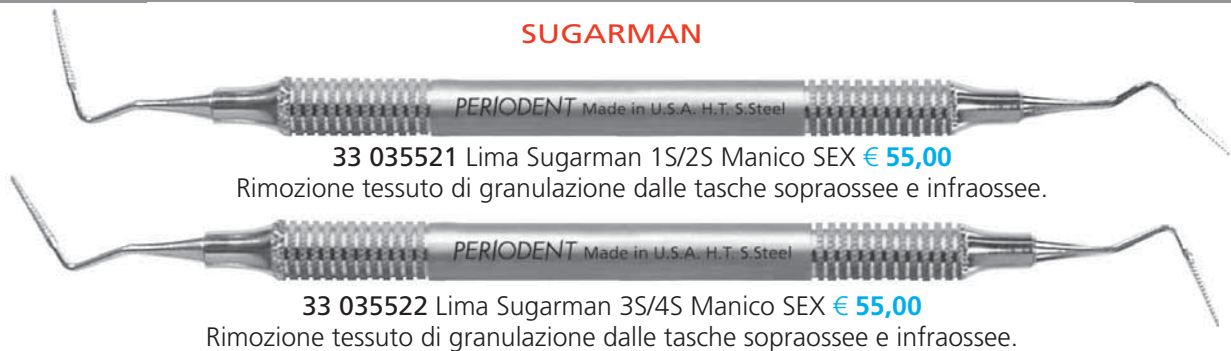 SUGARMAN
PERIODENT Made in U.S.A. H.T. S.Steel
33 035521 Lima Sugarman 1S/2S Manico SEX € 55,00
Rimozione tessuto di granulazione dalle tasche sopraossee e infraossee.
PERIODENT Made in U.S.A. H.T. S.Steel
33 035522 Lima Sugarman 3S/4S Manico SEX € 55,00
Rimozione tessuto di granulazione dalle tasche sopraossee e infraossee.